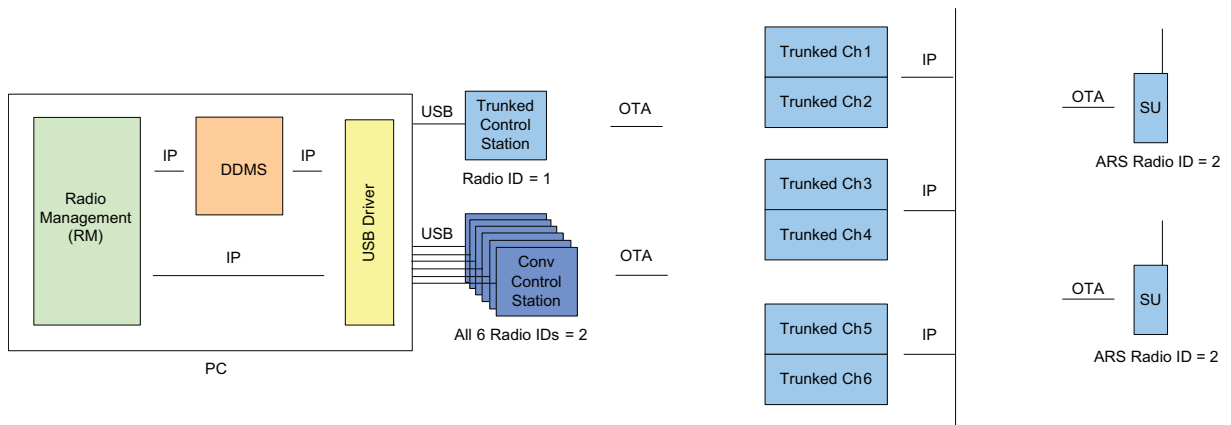 Radio
Management
(RM)
IP
DDMS
IP
IP
USB Driver
PC
USB
Trunked
Control
Station
Radio ID = 1
USB
Conv
Control
Station
All 6 Radio IDs = 2
OTA
OTA
Trunked Ch1
Trunked Ch2
IP
Trunked Ch3
Trunked Ch4
IP
Trunked Ch5
Trunked Ch6
IP
OTA
SU
ARS Radio ID = 2
OTA
SU
ARS Radio ID = 2